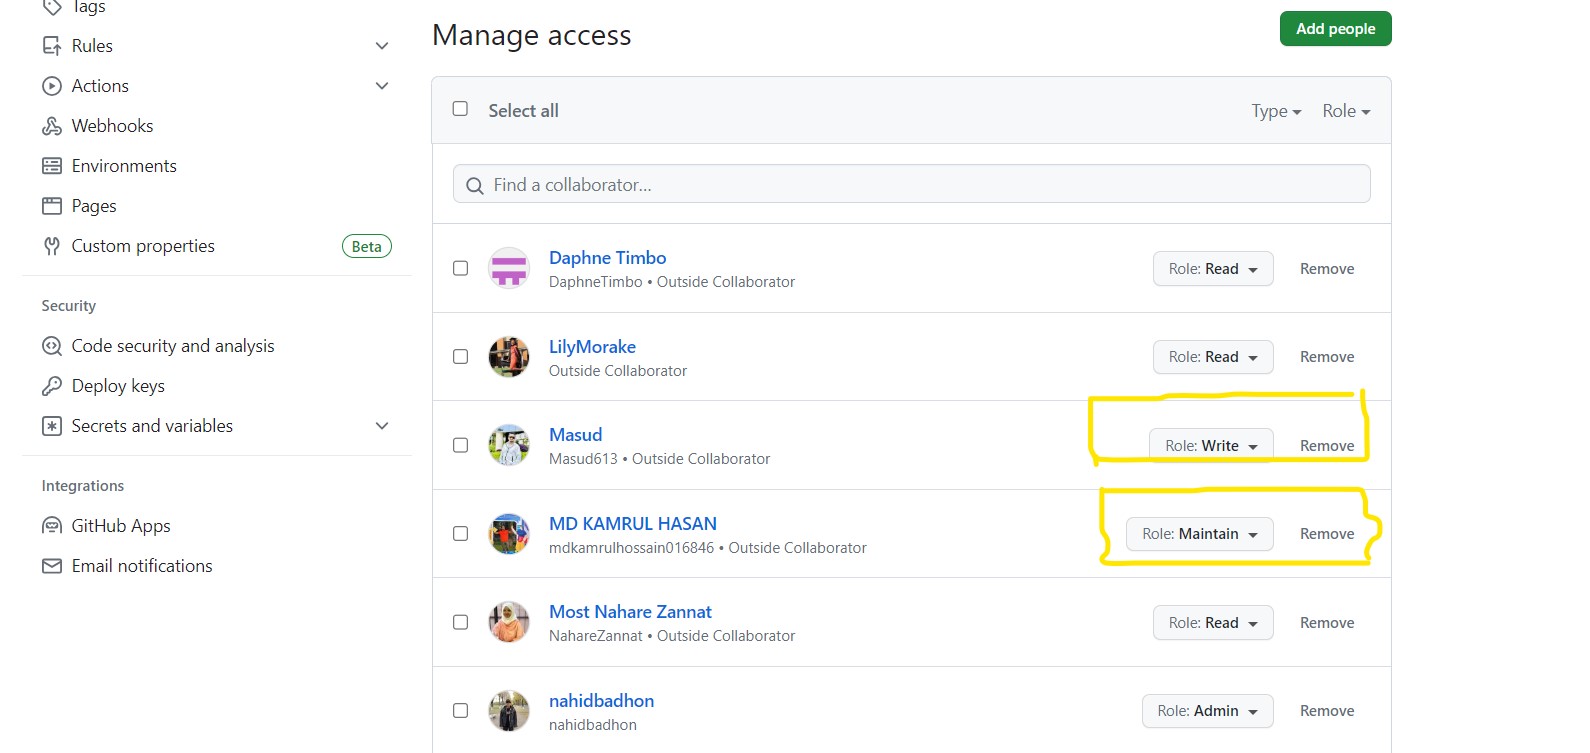 Tags
Rules
Actions
Webhooks
Environments
Pages
Custom properties Beta
Security
Code security and analysis
Deploy keys
Secrets and variables
Integrations
GitHub Apps
Email notifications
Manage access
Add people
Select all
Type Role
Find a collaborator...
Daphne Timbo
DaphneTimbo • Outside Collaborator
Role: Read Remove
LilyMorake
Outside Collaborator
Role: Read Remove
Masud
Masud613 • Outside Collaborator
Role: Write Remove
MD KAMRUL HASAN
mdkamrulhossain016846 • Outside Collaborator
Role: Maintain Remove
Most Nahare Zannat
NahareZannat • Outside Collaborator
Role: Read Remove
nahidbadhon
nahidbadhon
Role: Admin Remove